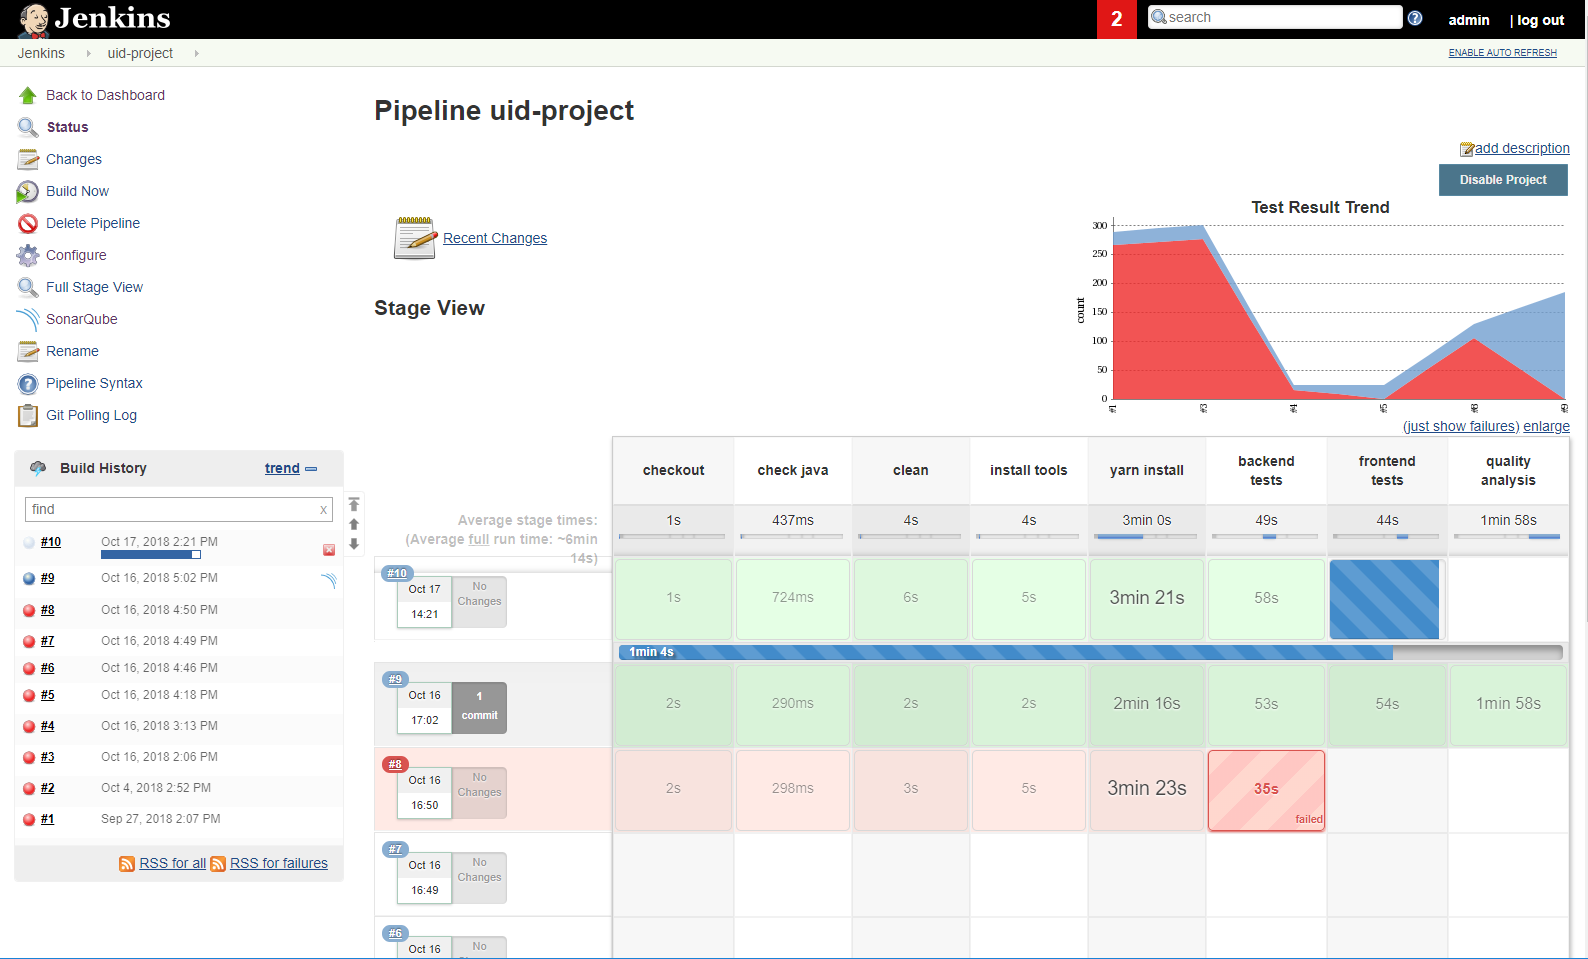 Jenkins
2
search
admin
| log out
Jenkins
uid-project
ENABLE AUTO REFRESH
Back to Dashboard
Status
Changes
Build Now
Delete Pipeline
Configure
Full Stage View
SonarQube
Rename
Pipeline Syntax
Git Polling Log
Build History
trend
find
x
#10 Oct 17, 2018 2:21 PM
#9 Oct 16, 2018 5:02 PM
#8 Oct 16, 2018 4:50 PM
#7 Oct 16, 2018 4:49 PM
#6 Oct 16, 2018 4:46 PM
#5 Oct 16, 2018 4:18 PM
#4 Oct 16, 2018 3:13 PM
#3 Oct 16, 2018 2:06 PM
#2 Oct 4, 2018 2:52 PM
#1 Sep 27, 2018 2:07 PM
RSS for all RSS for failures
Pipeline uid-project
add description
Disable Project
Recent Changes
Stage View
Test Result Trend
count
300
250
200
150
100
50
0
#1 #3 #4 #5 #8 #9
(just show failures) enlarge
checkout
check java
clean
install tools
yarn install
backend
tests
frontend
tests
quality
analysis
Average stage times:
(Average full run time: ~6min
14s)
1s 437ms 4s 4s 3min 0s 49s 44s 1min 58s
#10
Oct 17
14:21
No
Changes
1s 724ms 6s 5s 3min 21s 58s
1min 4s
#9
Oct 16
17:02
1
commit
2s 290ms 2s 2s 2min 16s 53s 54s 1min 58s
#8
Oct 16
16:50
No
Changes
2s 298ms 3s 5s 3min 23s 35s
failed
#7
Oct 16
16:49
No
Changes
#6
Oct 16
No